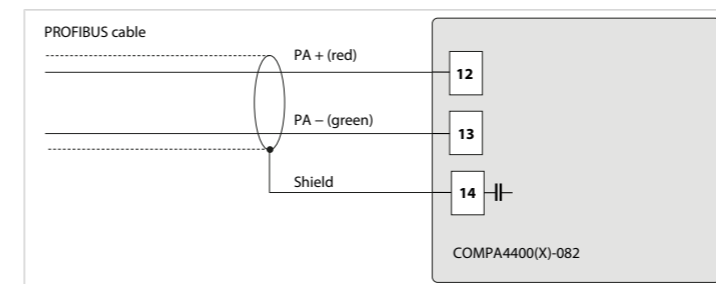 PROFIBUS cable
PA + (red)
12
PA – (green)
13
Shield
14
COMPA4400(X)-082